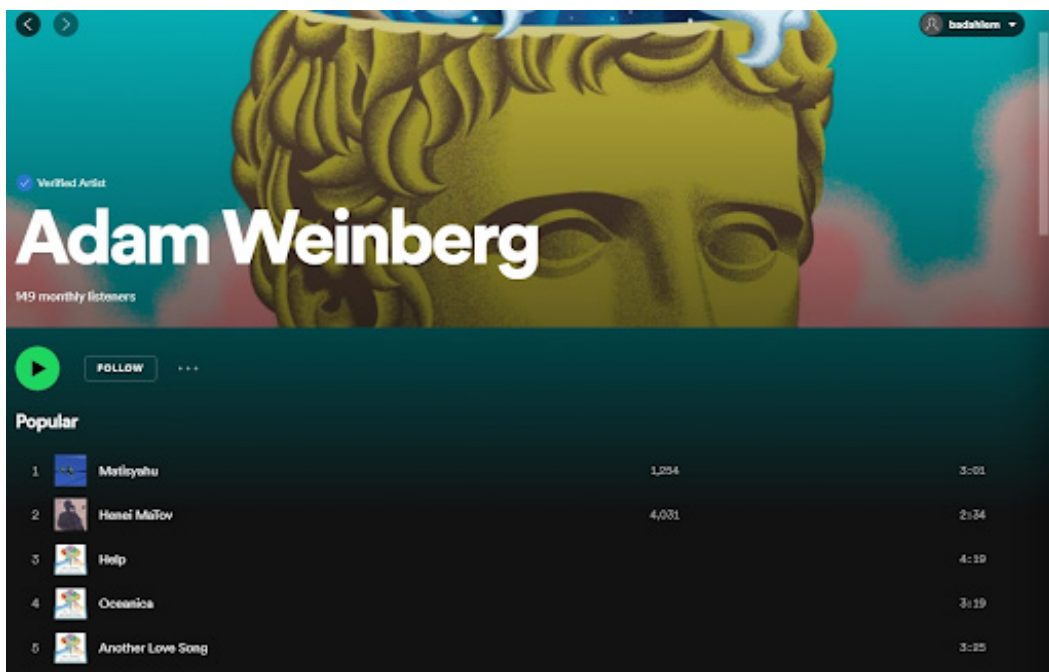 badahlem
Verified Artist
Adam Weinberg
149 monthly listeners
FOLLOW
Popular
1 Matisyahu 1,254 3:01
2 Henei MaTov 4,031 2:34
3 Help 4:19
4 Oceanica 3:19
5 Another Love Song 3:25